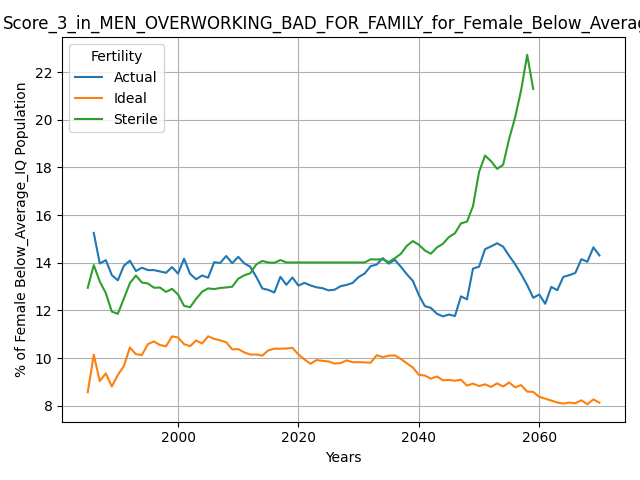 Score_3_in_MEN_OVERWORKING_BAD_FOR_FAMILY_for_Female_Below_Averag
Fertility
Actual
Ideal
Sterile
% of Female Below_Average_IQ Population
22
20
18
16
14
12
10
8
2000 2020 2040 2060
Years